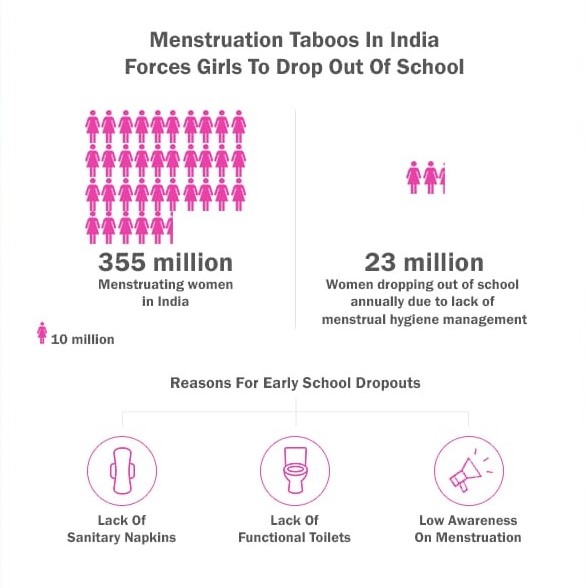 Menstruation Taboos In India
Forces Girls To Drop Out Of School
355 million
Menstruating women
in India
23 million
Women dropping out of school
annually due to lack of
menstrual hygiene management
10 million
Reasons For Early School Dropouts
Lack Of
Sanitary Napkins
Lack Of
Functional Toilets
Low Awareness
On Menstruation